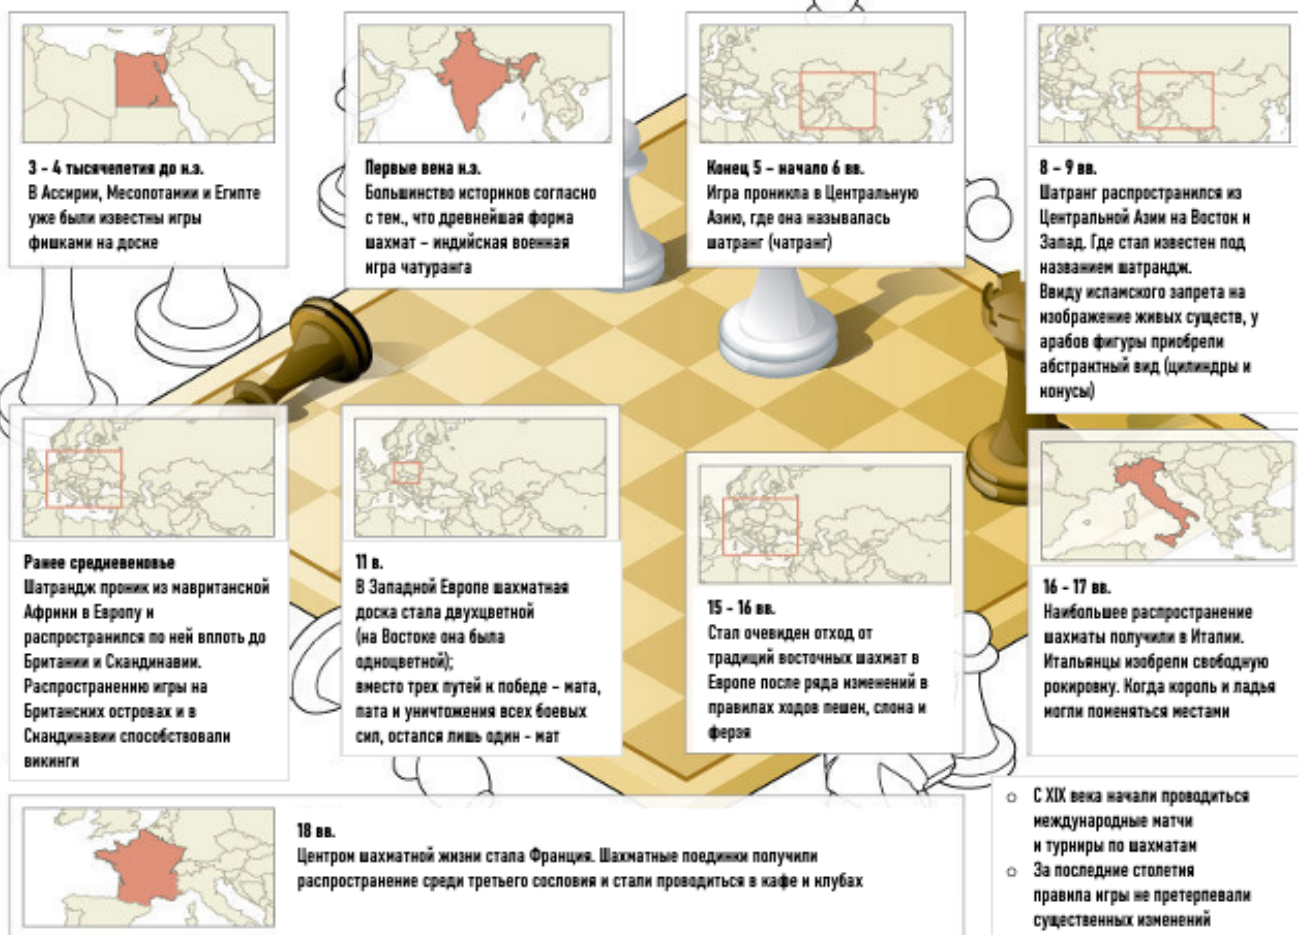 3 - 4 тысячелетия до н.э.
В Ассирии, Месопотамии и Египте
уже были известны игры
фишками на доске
Первые века н.э.
Большинство историков согласно
с тем., что древнейшая форма
шахмат – индийская военная
игра чатуранга
Конец 5 – начало 6 вв.
Игра проникла в Центральную
Азию, где она называлась
шатранг (чатранг)
8 – 9 вв.
Шатранг распространился из
Центральной Азии на Восток и
Запад. Где стал известен под
названием шатрандж.
Ввиду исламского запрета на
изображение живых существ, у
арабов фигуры приобрели
абстрактный вид (цилиндры и
конусы)
Ранее средневековье
Шатрандж проник из мавританской
Африки в Европу и
распространился по ней вплоть до
Британии и Скандинавии.
Распространению игры на
Британских островах и в
Скандинавии способствовали
викинги
11 в.
В Западной Европе шахматная
доска стала двухцветной
(на Востоке она была
одноцветной);
вместо трех путей к победе – мата,
пата и уничтожения всех боевых
сил, остался лишь один - мат
15 - 16 вв.
Стал очевиден отход от
традиций восточных шахмат в
Европе после ряда изменений в
правилах ходов пешек, слона и
ферзя
16 - 17 вв.
Наибольшее распространение
шахматы получили в Италии.
Итальянцы изобрели свободную
рокировку. Когда король и ладья
могли поменяться местами
18 вв.
Центром шахматной жизни стала Франция. Шахматные поединки получили
распространение среди третьего сословия и стали проводиться в кафе и клубах
С XIX века начали проводиться
международные матчи
и турниры по шахматам
За последние столетия
правила игры не претерпевали
существенных изменений